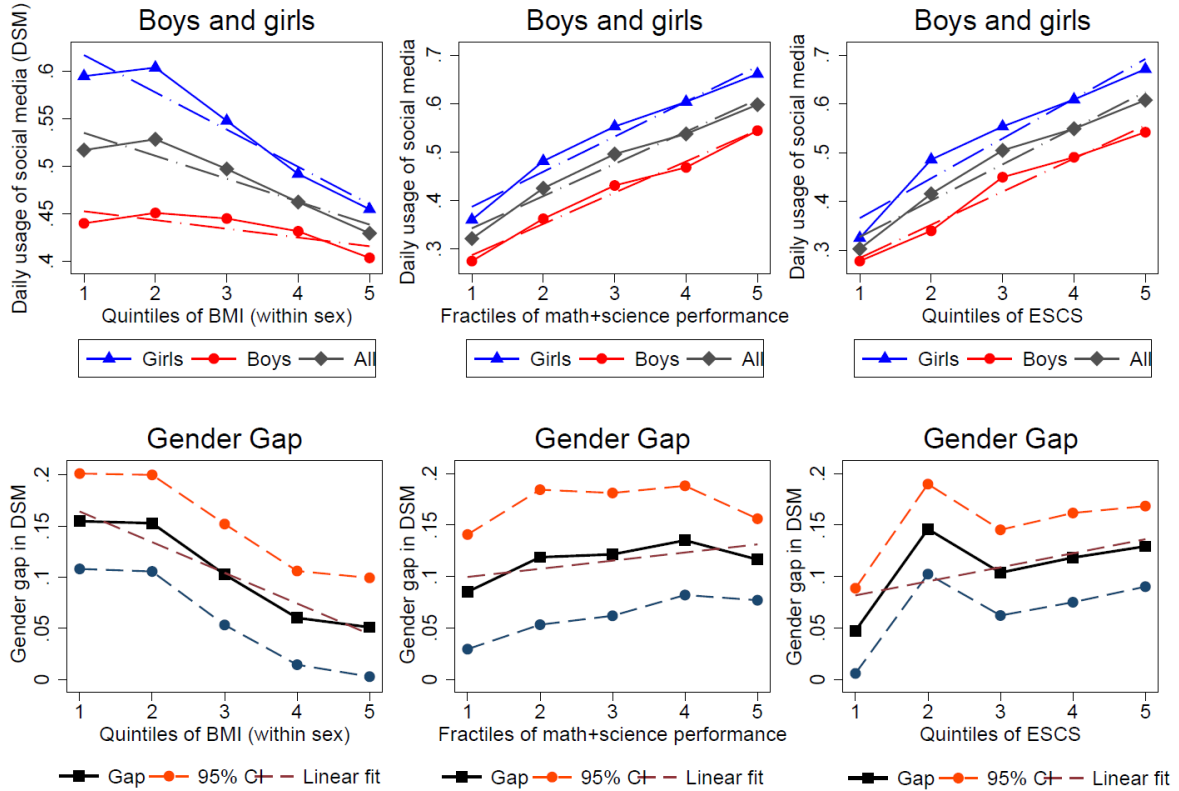 Boys and girls
Daily usage of social media (DSM)
.6
.55
.5
.45
.4
1 2 3 4 5
Quintiles of BMI (within sex)
Girls Boys All
Boys and girls
Daily usage of social media
.7
.6
.5
.4
.3
1 2 3 4 5
Fractiles of math+science performance
Girls Boys All
Boys and girls
Daily usage of social media
.7
.6
.5
.4
.3
1 2 3 4 5
Quintiles of ESCS
Girls Boys All
Gender Gap
Gender gap in DSM
.2
.15
.1
.05
0
1 2 3 4 5
Quintiles of BMI (within sex)
Gap 95% CI Linear fit
Gender Gap
Gender gap in DSM
.2
.15
.1
.05
0
1 2 3 4 5
Fractiles of math+science performance
Gap 95% CI Linear fit
Gender Gap
Gender gap in DSM
.2
.15
.1
.05
0
1 2 3 4 5
Quintiles of ESCS
Gap 95% CI Linear fit